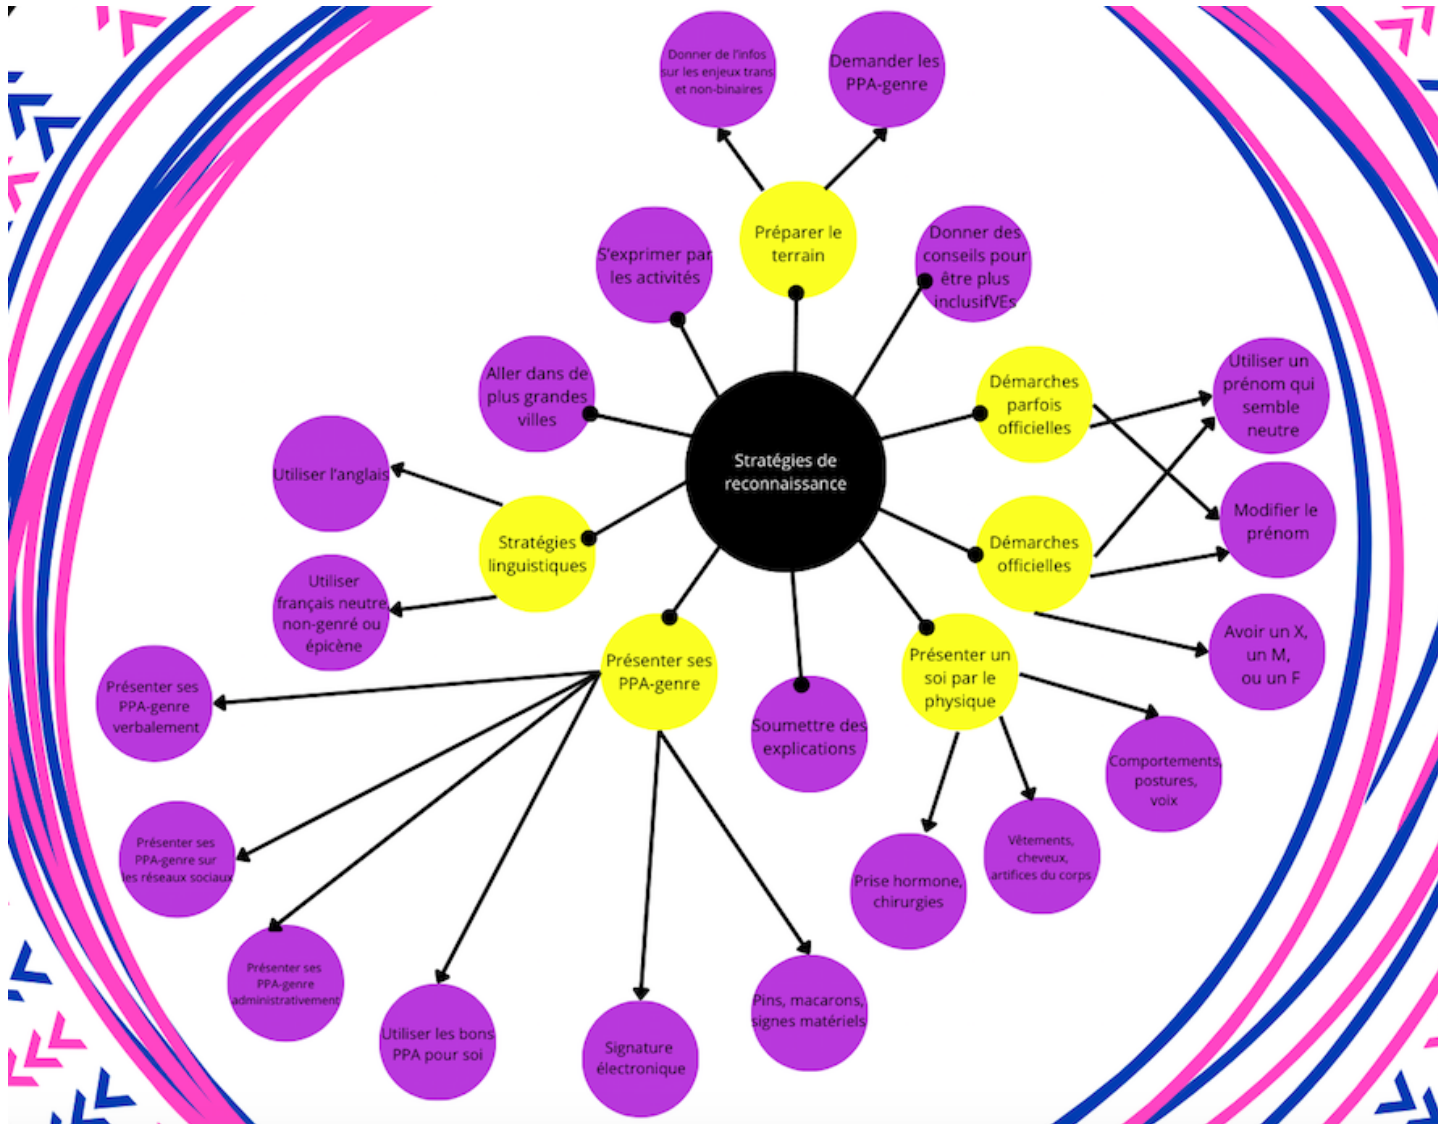 Donner de l'infos
sur les enjeux trans
et non-binaires
Demander les
PPA-genre
Préparer le
terrain
S'exprimer par
les activités
Donner des
conseils pour
être plus
inclusifVEs
Aller dans de
plus grandes
villes
Démarches
parfois
officielles
Utiliser un
prénom qui
semble
neutre
Stratégies de
reconnaissance
Utiliser l'anglais
Modifier le
prénom
Stratégies
linguistiques
Démarches
officielles
Utiliser
français neutre,
non-genré ou
épicène
Avoir un X,
un M,
ou un F
Présenter ses
PPA-genre
Présenter un
soi par le
physique
Présenter ses
PPA-genre
verbalement
Soumettre des
explications
Comportements,
postures,
voix
Présenter ses
PPA-genre sur
les réseaux sociaux
Vêtements,
cheveux,
artifices du corps
Prise hormone,
chirurgies
Présenter ses
PPA-genre
administrativement
Utiliser les bons
PPA pour soi
Signature
électronique
Pins, macarons,
signes matériels